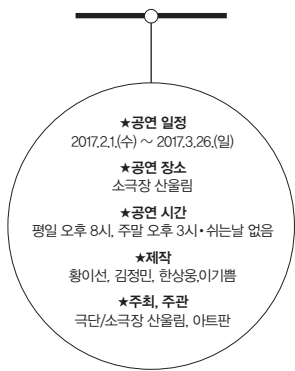 ★공연 일정
2017.2.1.(수) ~ 2017.3.26.(일)
★공연 장소
소극장 산울림
★공연 시간
평일 오후 8시, 주말 오후 3시·쉬는날 없음
★제작
황이선, 김정민, 한상웅,이기쁨
★주최, 주관
극단/소극장 산울림, 아트판